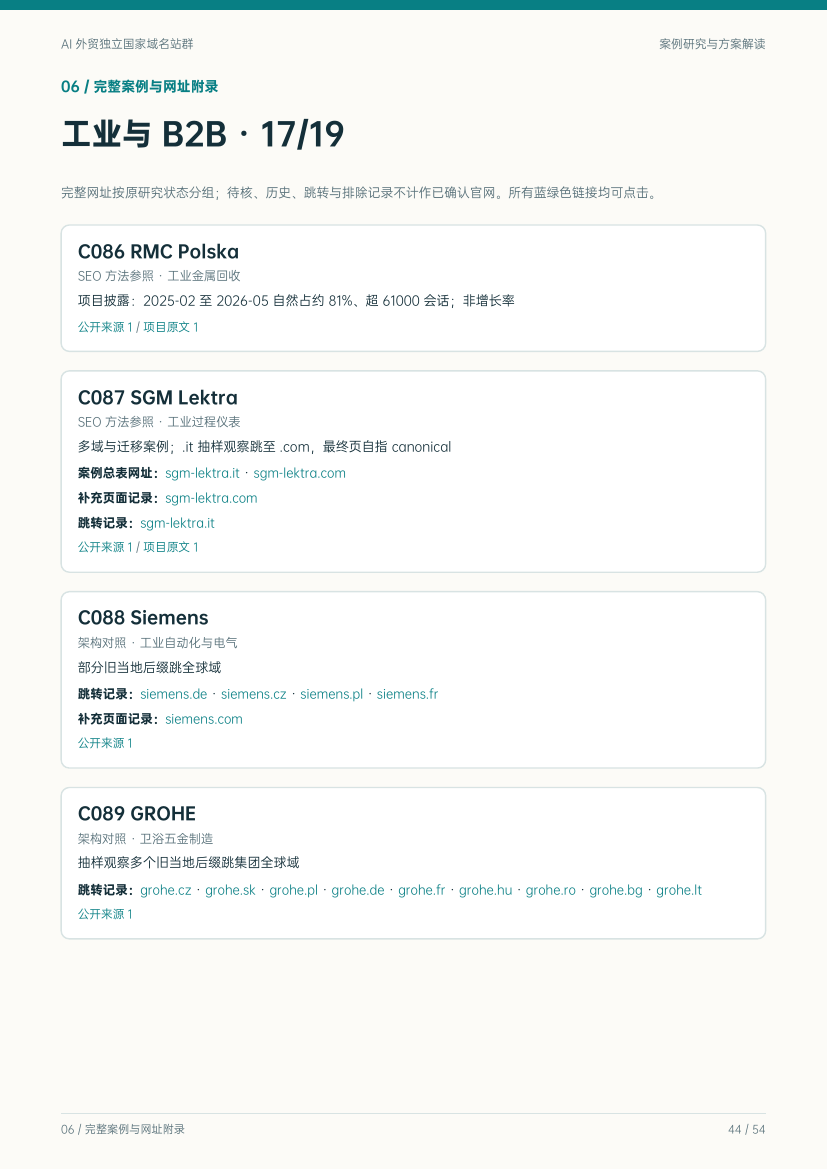 AI 外贸独立国家域名站群
案例研究与方案解读
06 / 完整案例与网址附录
工业与 B2B · 17/19
完整网址按原研究状态分组；待核、历史、跳转与排除记录不计作已确认官网。所有蓝绿色链接均可点击。
C086 RMC Polska
SEO 方法参照 · 工业金属回收
项目披露：2025-02 至 2026-05 自然占约 81%、超 61000 会话；非增长率
公开来源 1 / 项目原文 1
C087 SGM Lektra
SEO 方法参照 · 工业过程仪表
多域与迁移案例；.it 抽样观察跳至 .com，最终页自指 canonical
案例总表网址：sgm-lektra.it · sgm-lektra.com
补充页面记录：sgm-lektra.com
跳转记录：sgm-lektra.it
公开来源 1 / 项目原文 1
C088 Siemens
架构对照 · 工业自动化与电气
部分旧当地后缀跳全球域
跳转记录：siemens.de · siemens.cz · siemens.pl · siemens.fr
补充页面记录：siemens.com
公开来源 1
C089 GROHE
架构对照 · 卫浴五金制造
抽样观察多个旧当地后缀跳集团全球域
跳转记录：grohe.cz · grohe.sk · grohe.pl · grohe.de · grohe.fr · grohe.hu · grohe.ro · grohe.bg · grohe.lt
公开来源 1
06 / 完整案例与网址附录
44 / 54